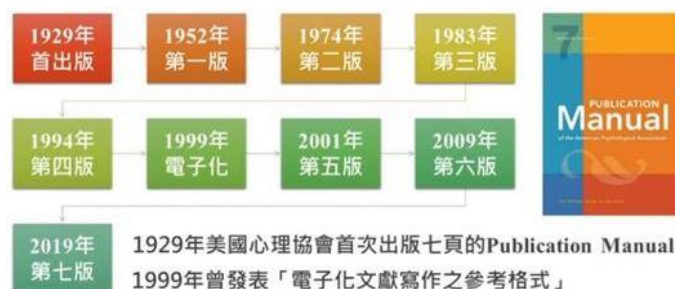 1929年
首出版
1952年
第一版
1974年
第二版
1983年
第三版
1994年
第四版
1999年
電子化
2001年
第五版
2009年
第六版
2019年
第七版
7
PUBLICATION
Manual
of the American Psychological Association
1929年美國心理協會首次出版七頁的Publication Manual
1999年曾發表「電子化文獻寫作之參考格式」